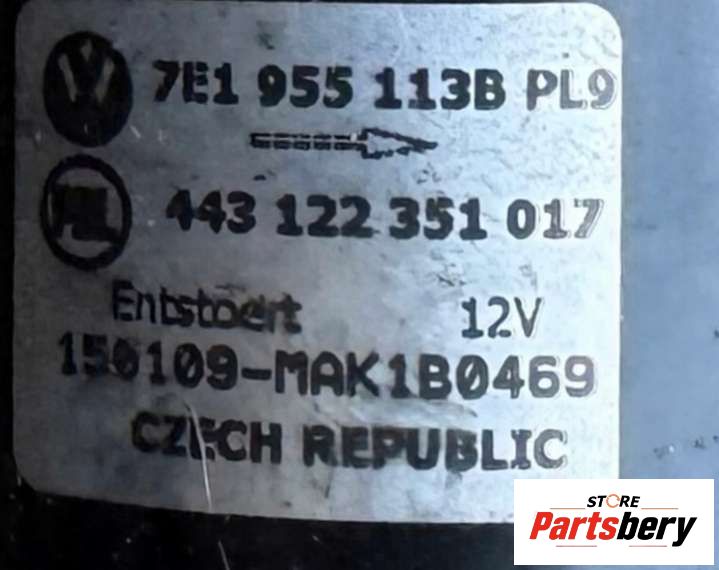 7E1 955 113B PL9
443 122 351 017
Entstoert 12V
150109-MAK1B0469
CZECH REPUBLIC
STORE
Partsbery